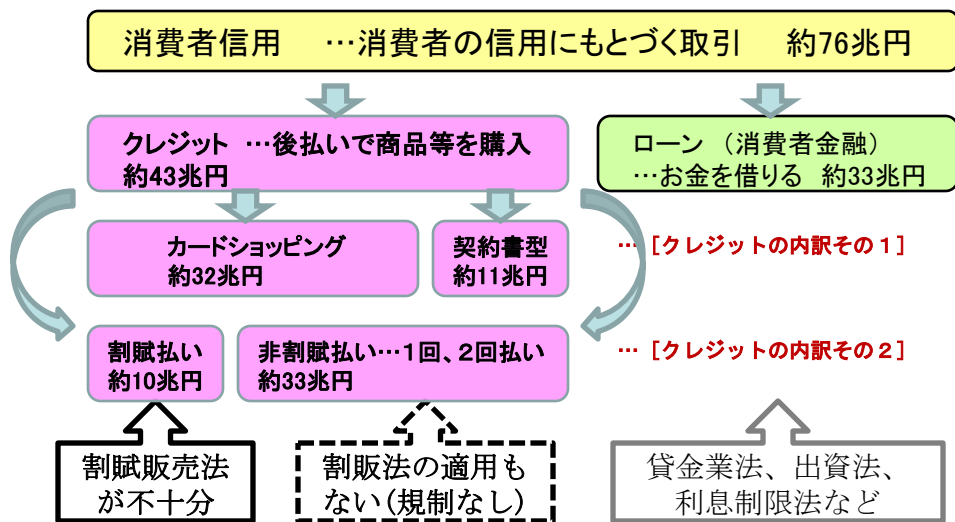 消費者信用　…消費者の信用にもとづく取引　約76兆円
クレジット　…後払いで商品等を購入
約43兆円
ローン　（消費者金融）
…お金を借りる　約33兆円
カードショッピング
約32兆円
契約書型
約11兆円
…［クレジットの内訳その１］
割賦払い
約10兆円
非割賦払い…１回、２回払い
約33兆円
…［クレジットの内訳その２］
割賦販売法
が不十分
割販法の適用も
ない(規制なし)
貸金業法、出資法、
利息制限法など